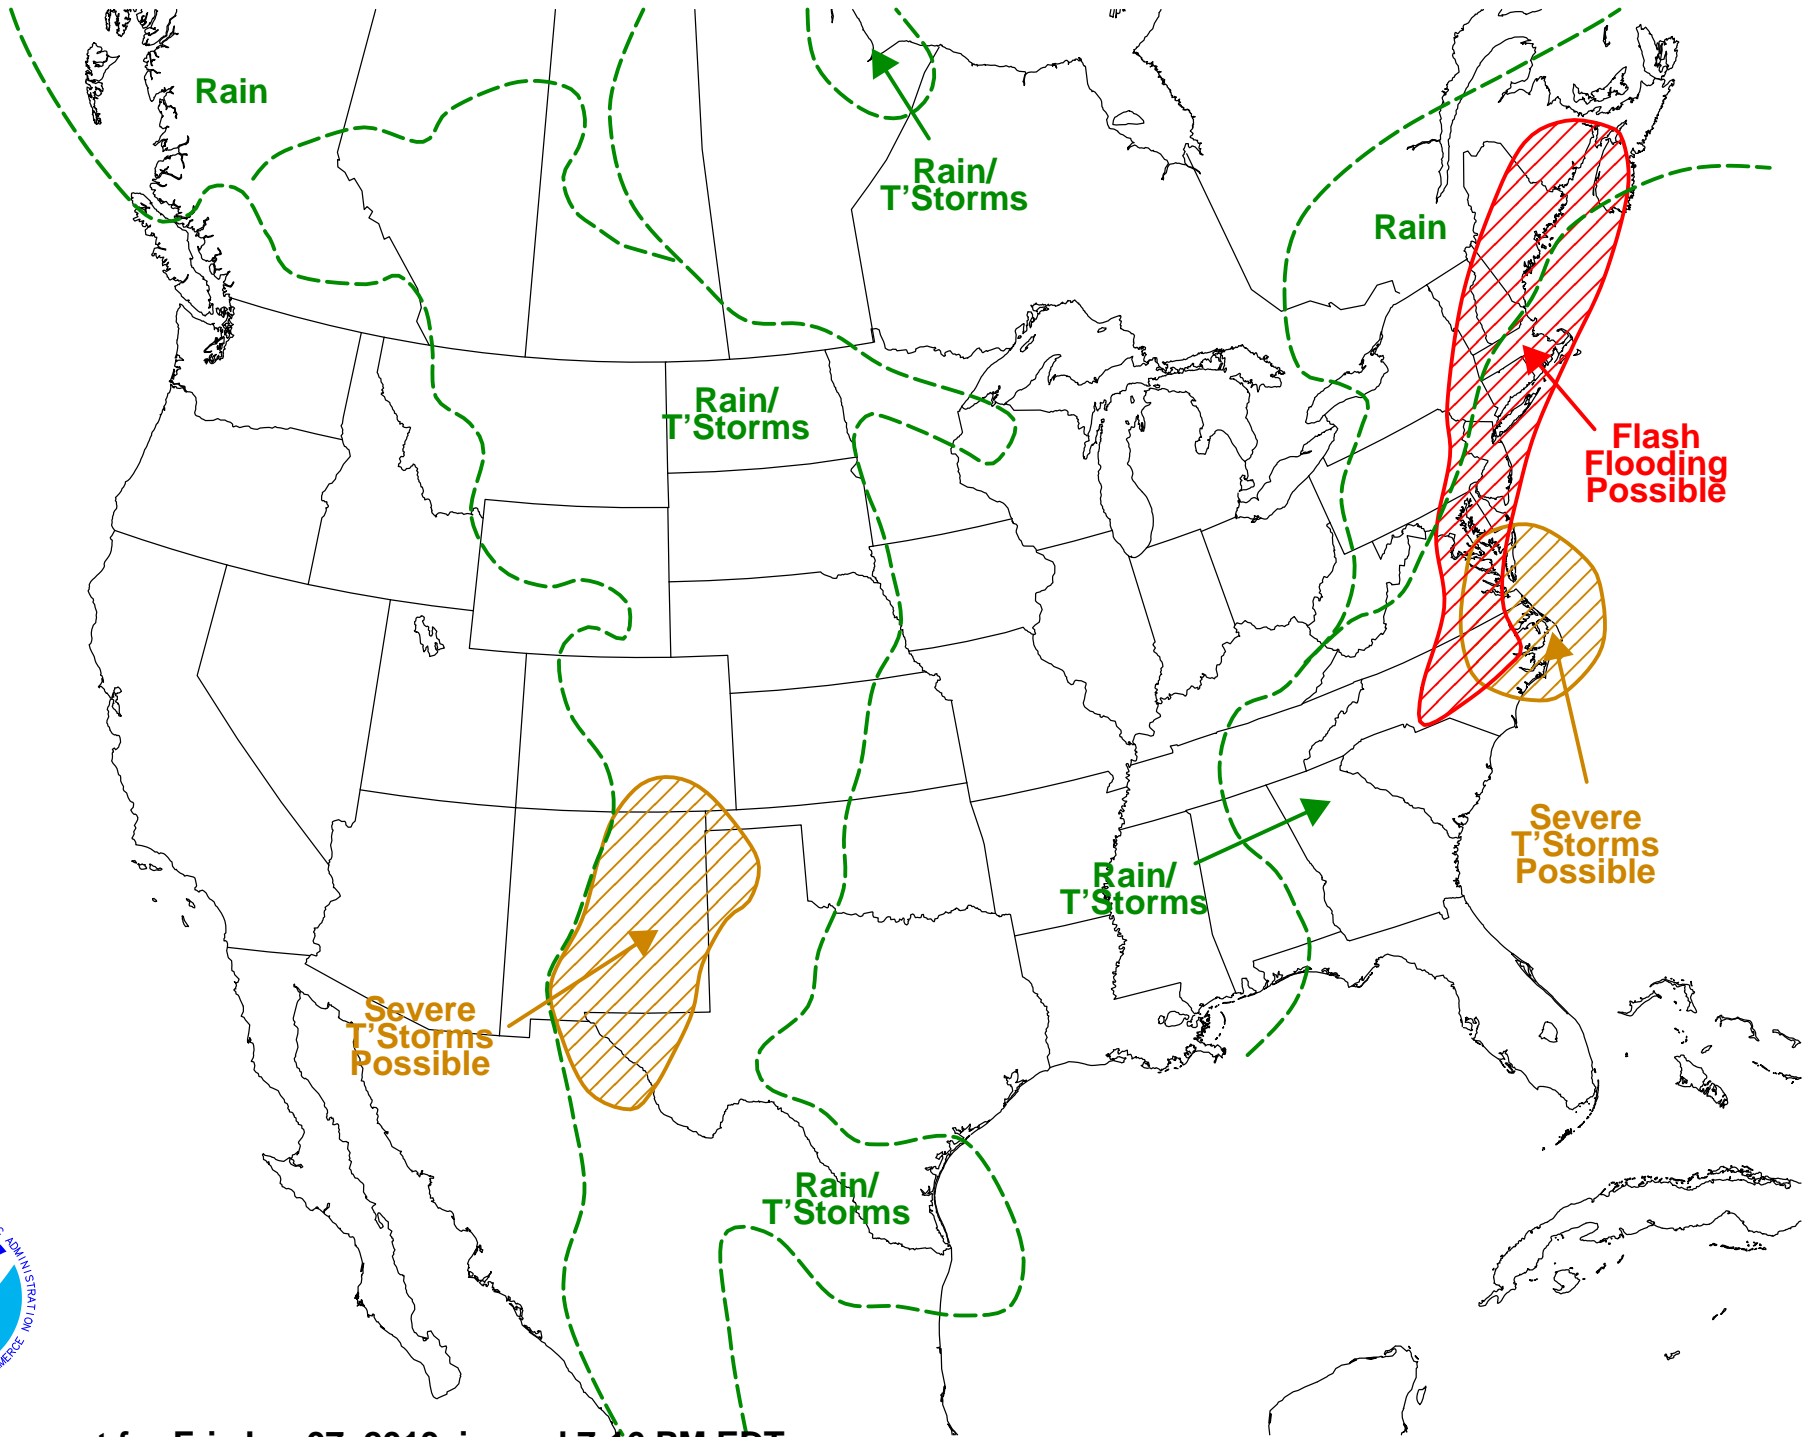 Rain
Rain/
T'Storms
Rain
Rain/
T'Storms
Flash
Flooding
Possible
Severe
T'Storms
Possible
Rain/
T'Storms
Severe
T'Storms
Possible
Rain/
T'Storms
ADMINISTRATION